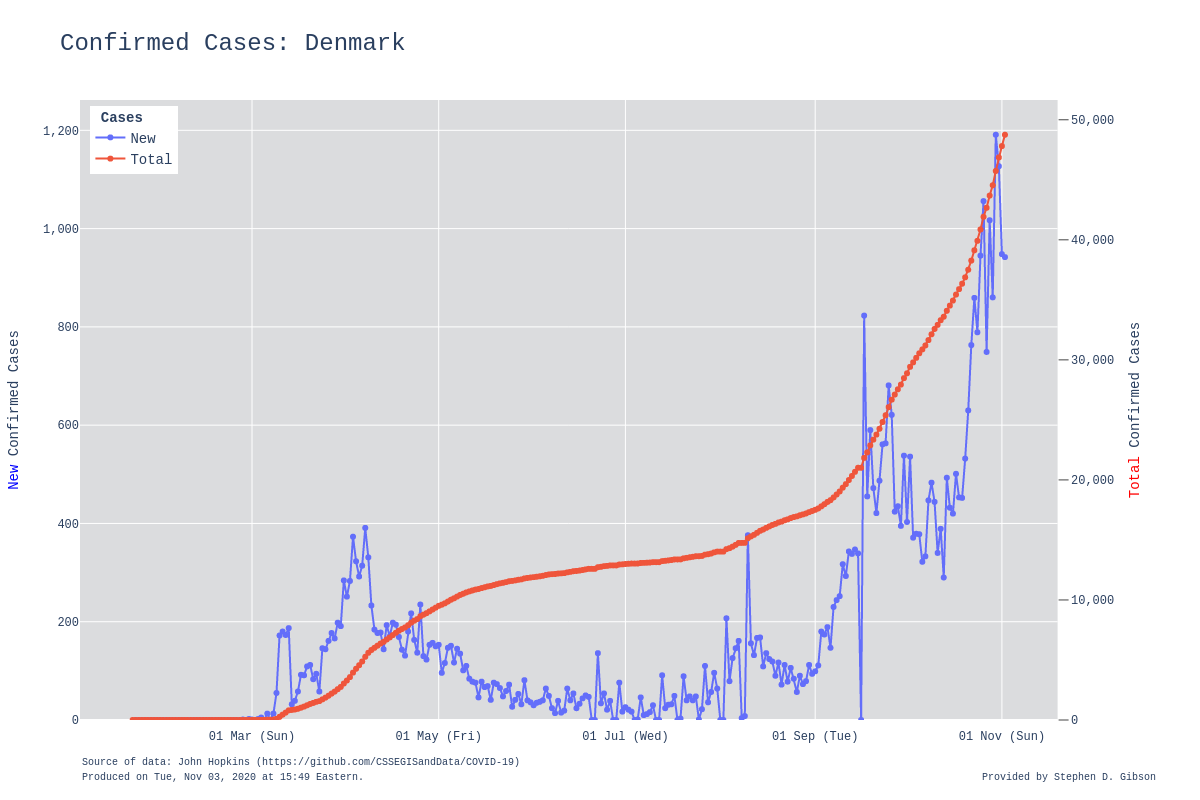 Confirmed Cases: Denmark
Cases
New
Total
1,200
1,000
800
600
400
200
0
50,000
40,000
30,000
20,000
10,000
0
New Confirmed Cases
Total Confirmed Cases
01 Mar (Sun)
01 May (Fri)
01 Jul (Wed)
01 Sep (Tue)
01 Nov (Sun)
Source of data: John Hopkins (https://github.com/CSSEGISandData/COVID-19)
Produced on Tue, Nov 03, 2020 at 15:49 Eastern.
Provided by Stephen D. Gibson